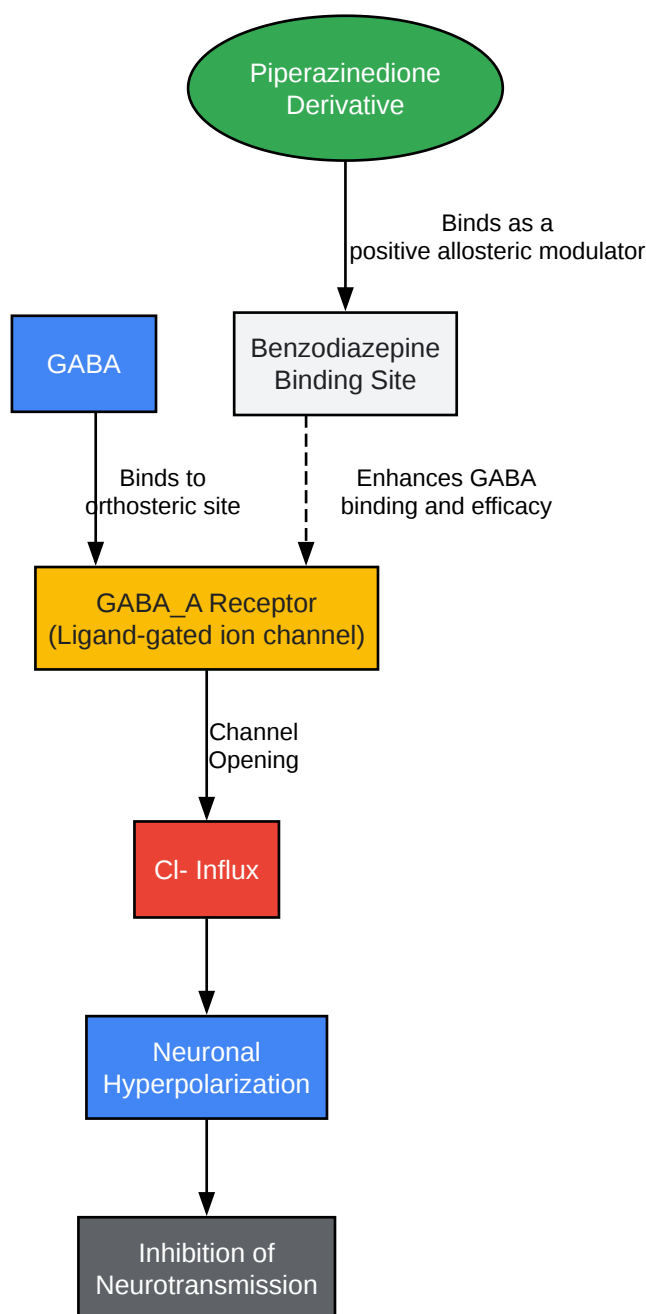 Piperazinedione
Derivative
Binds as a
positive allosteric modulator
GABA
Benzodiazepine
Binding Site
Binds to
orthosteric site
Enhances GABA
binding and efficacy
GABA_A Receptor
(Ligand-gated ion channel)
Channel
Opening
Cl- Influx
Neuronal
Hyperpolarization
Inhibition of
Neurotransmission